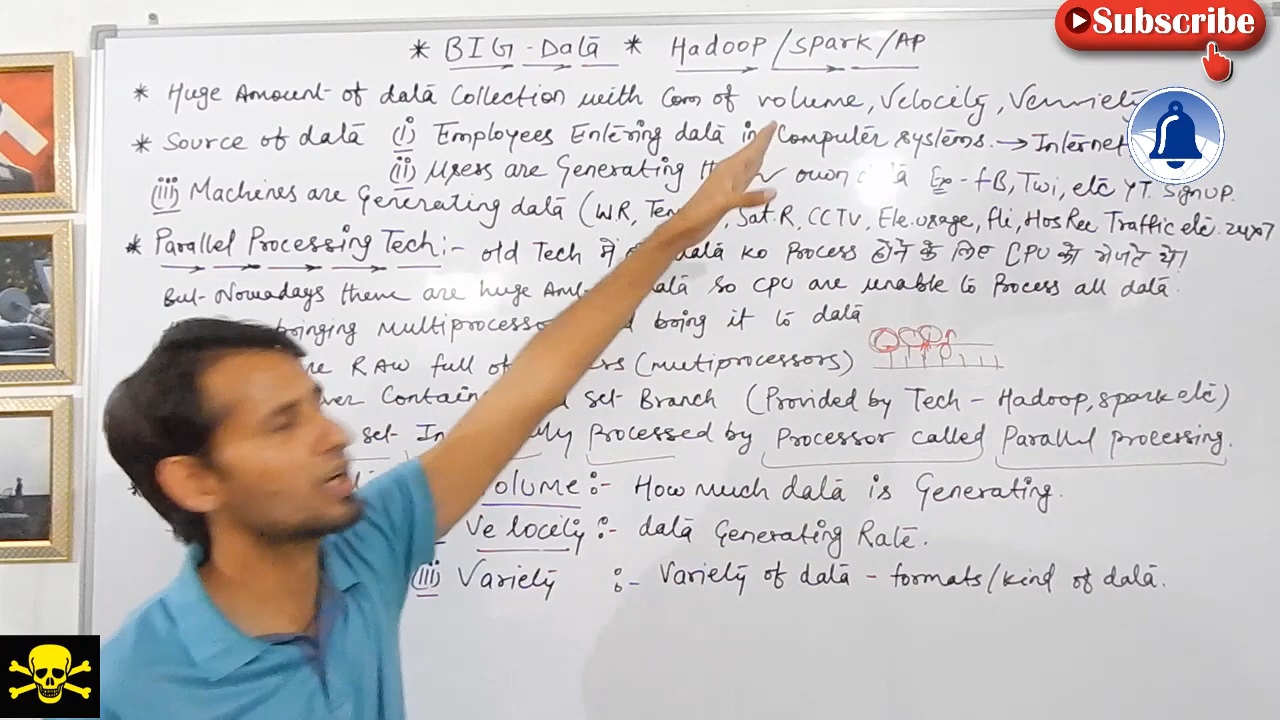 Subscribe
* BIG-Data * Hadoop/Spark/AP
* Huge Amount of data Collection with Com of volume, Velocity, Verriety
* Source of data (i) Employees Entering data in Computer systems. → Internet
(ii) Users are Generating own Ex - fB, Twi, etc YT. SignUP.
(iii) Machines are Generating data (WR, Sat.R, CCTV, Ele.usage, fli, Hos Rec Traffic etc. 24x7
* Parallel Processing Tech:- old Tech में data ko Process होने के लिए CPU को भेजते थे।
But Nowadays there are huge so CPU are unable to Process all data.
bringing multiprocessor bring it to data
RAW full of (multiprocessors)
Contain set Branch (Provided by Tech - Hadoop, spark etc)
set Processed by Processor called Parallel processing.
Volume :- How much data is Generating.
Velocity :- data Generating Rate.
(iii) Variety :- Variety of data - formats/kind of data.